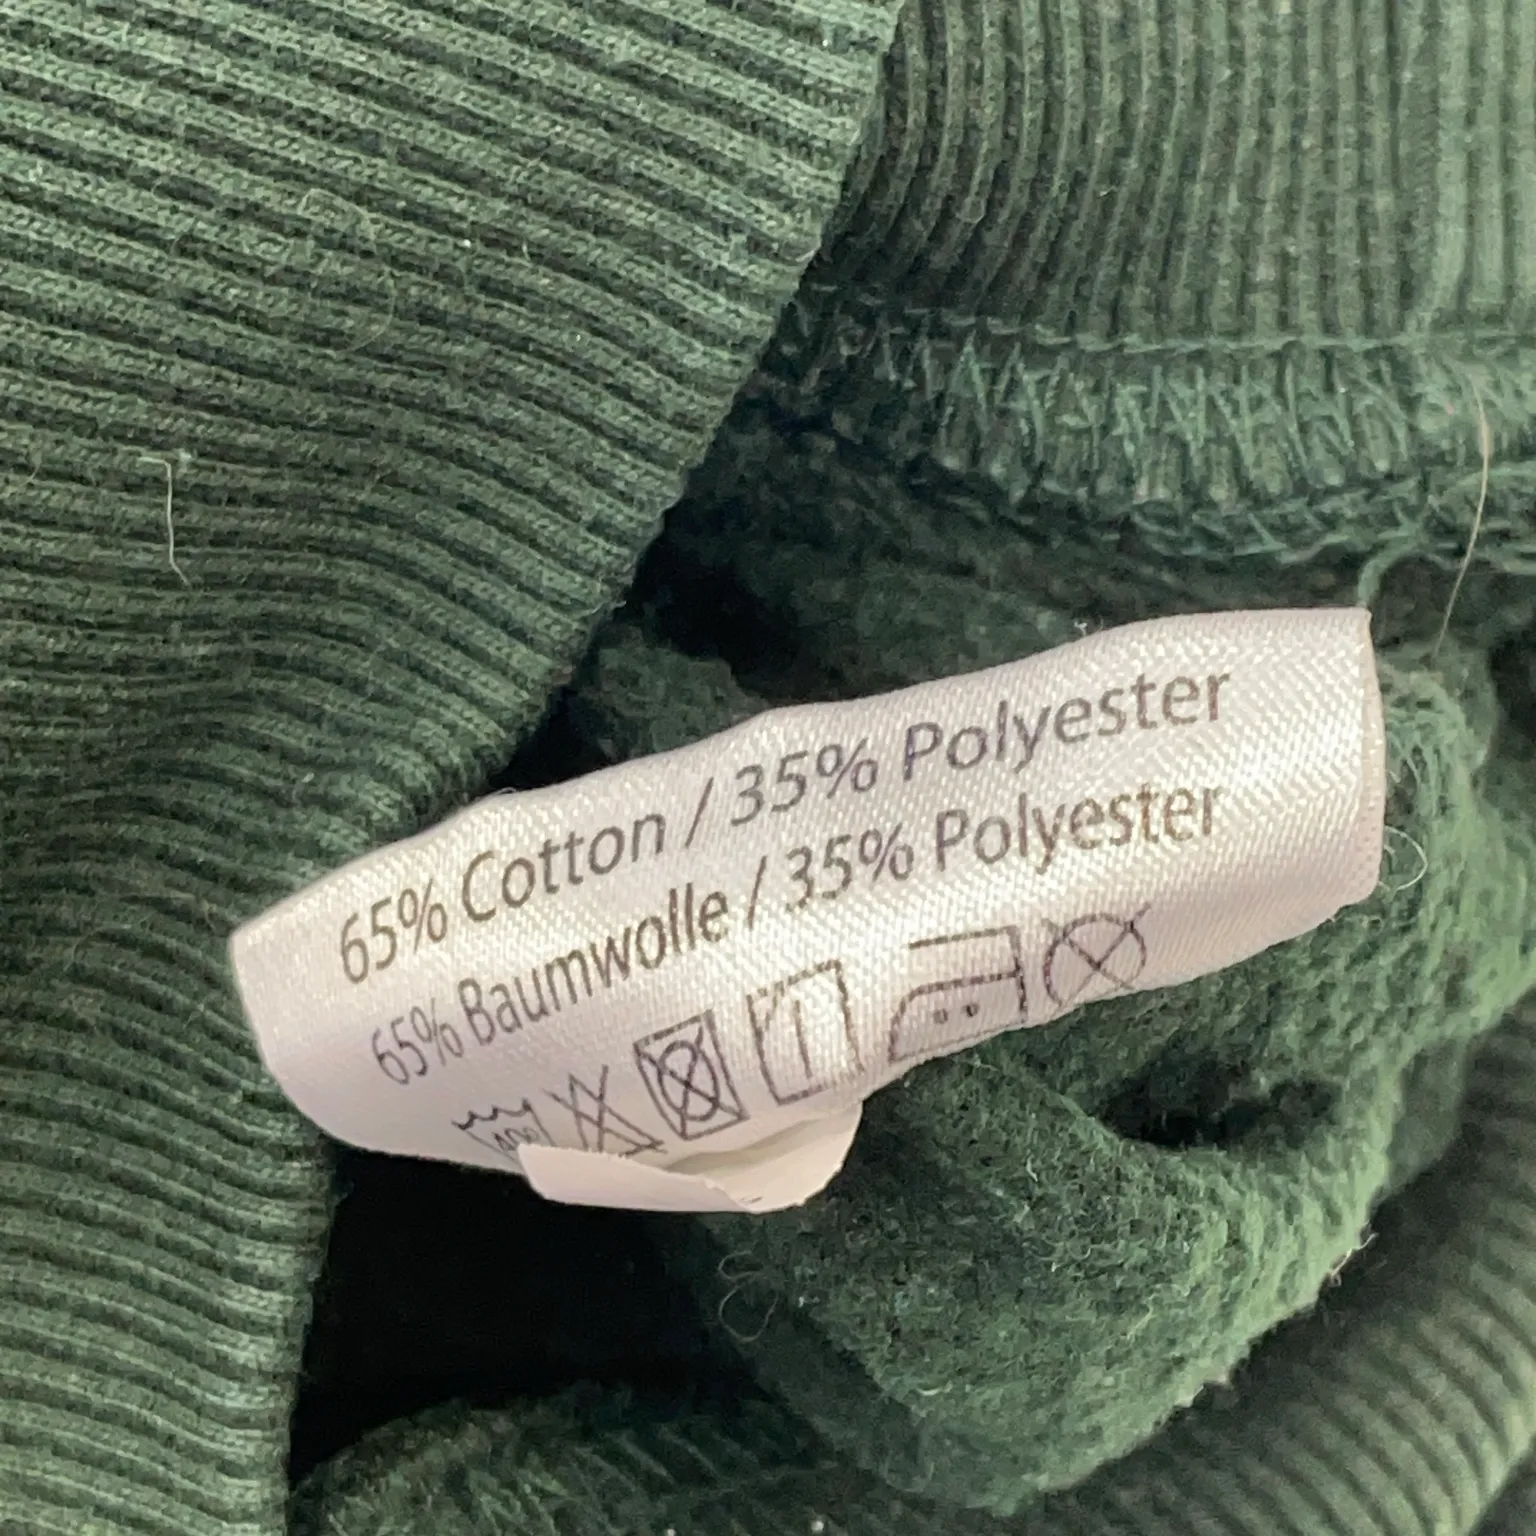 65% Cotton / 35% Polyester
65% Baumwolle / 35% Polyester